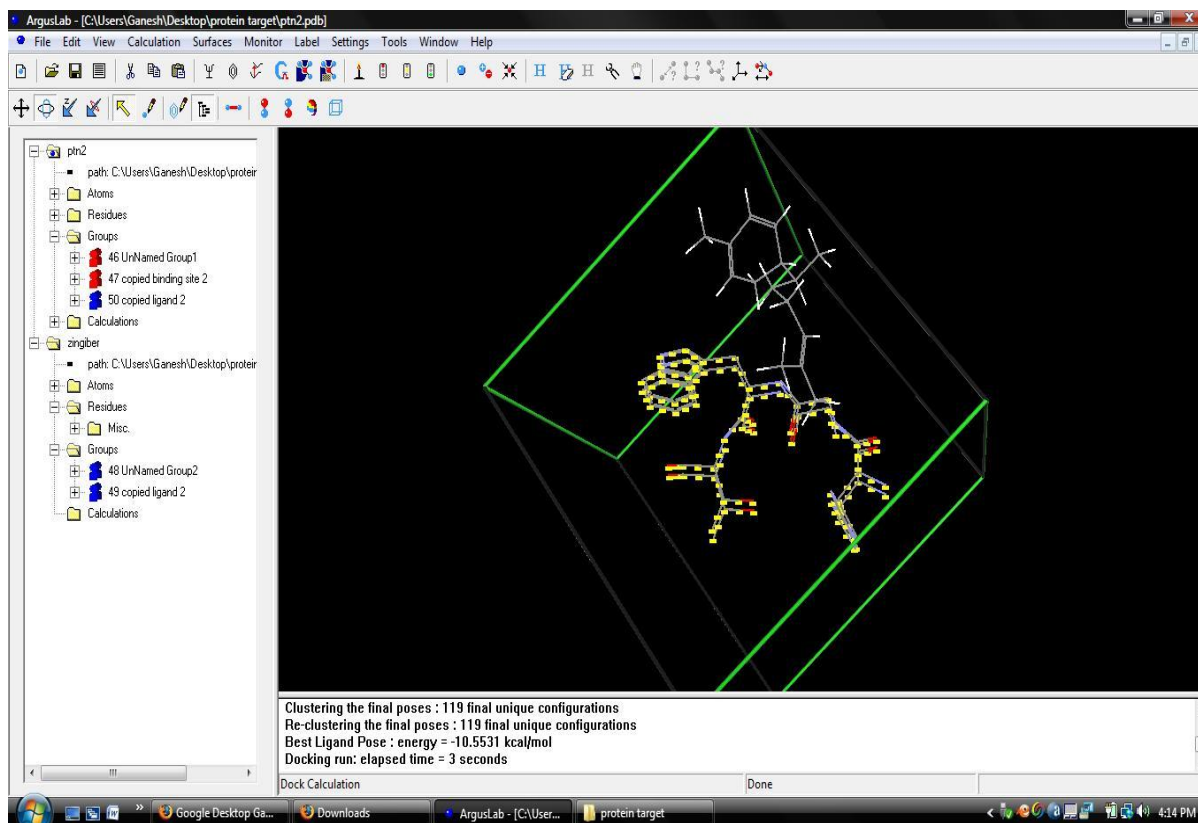 ArgusLab - [C:\Users\Ganesh\Desktop\protein target\ptn2.pdb]
File Edit View Calculation Surfaces Monitor Label Settings Tools Window Help
ptn2
path: C:\Users\Ganesh\Desktop\protein
Atoms
Residues
Groups
46 UnNamed Group1
47 copied binding site 2
50 copied ligand 2
Calculations
zingiber
path: C:\Users\Ganesh\Desktop\protein
Atoms
Residues
Misc.
Groups
48 UnNamed Group2
49 copied ligand 2
Calculations
Clustering the final poses : 119 final unique configurations
Re-clustering the final poses : 119 final unique configurations
Best Ligand Pose : energy = -10.5531 kcal/mol
Docking run: elapsed time = 3 seconds
Dock Calculation Done
Google Desktop Ga... Downloads ArgusLab - [C:\User... protein target 4:14 PM